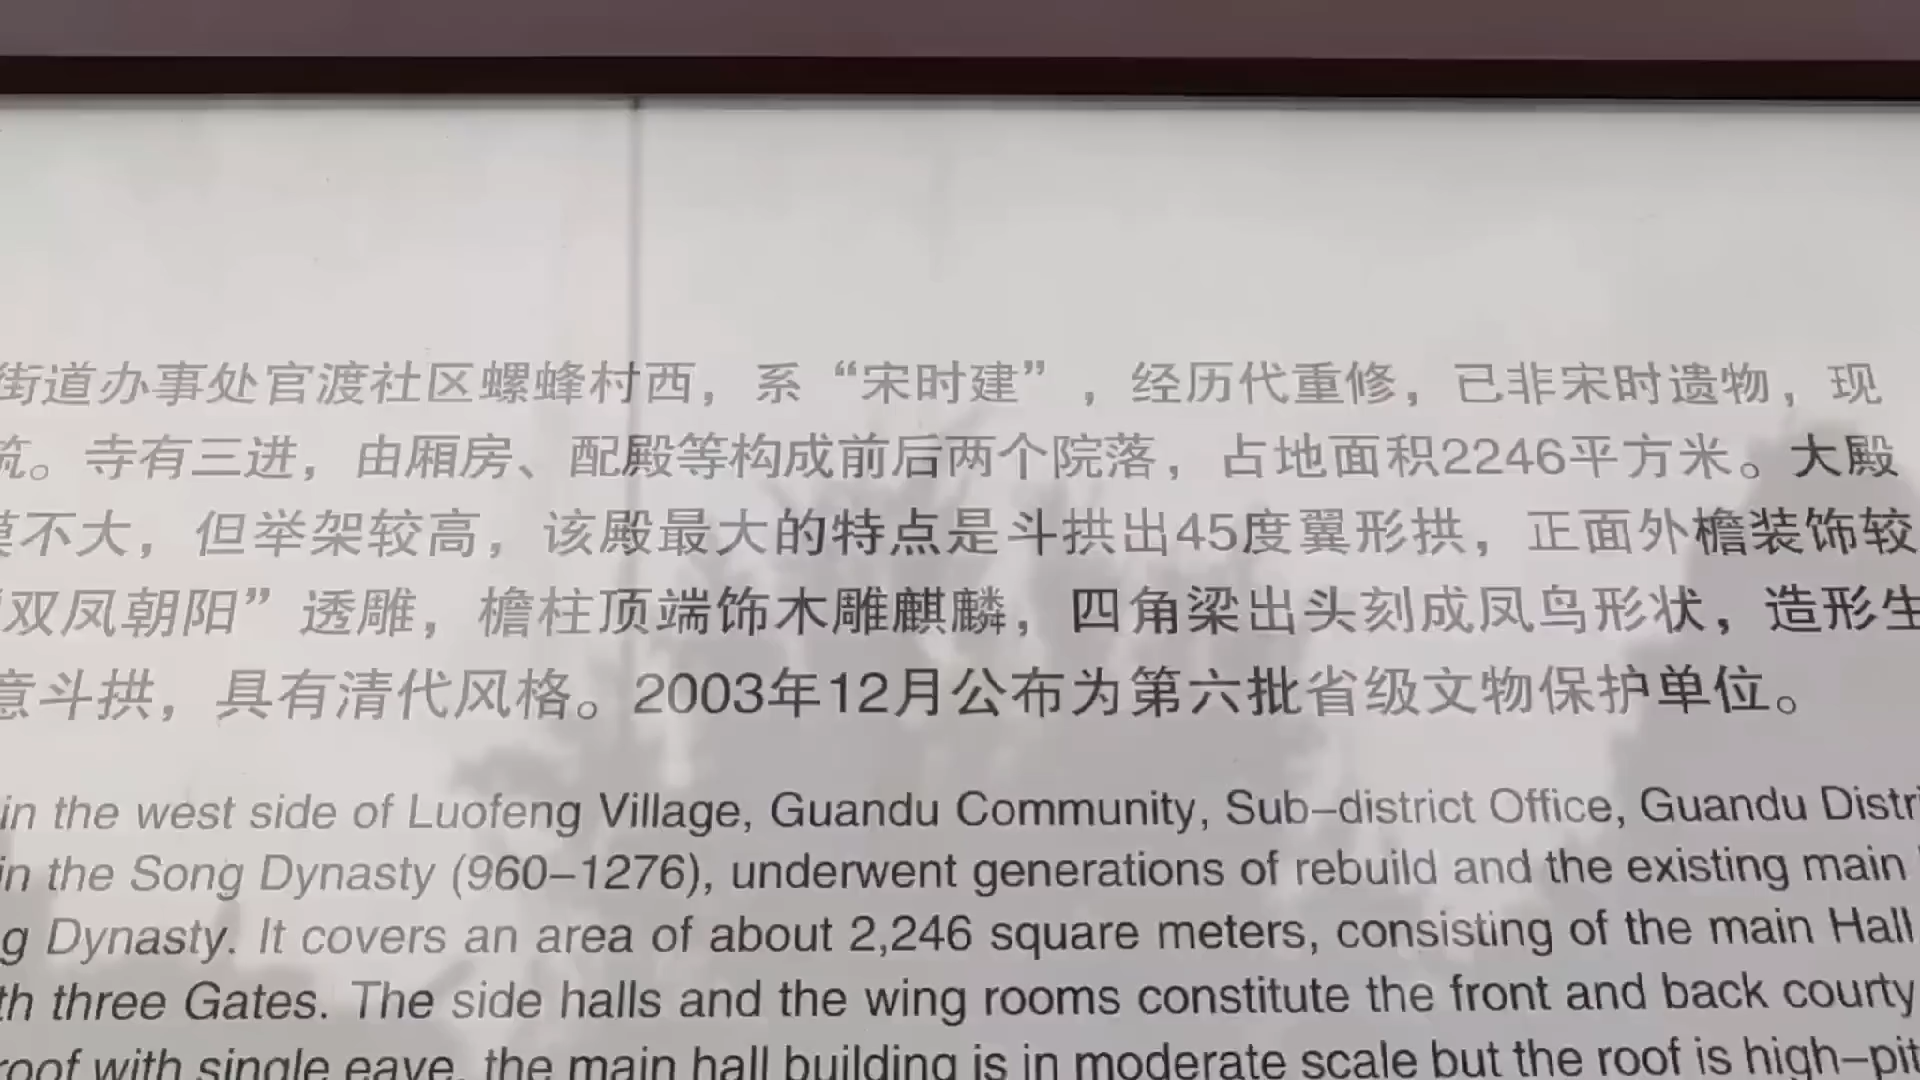 街道办事处官渡社区螺蜂村西，系“宋时建”，经历代重修，已非宋时遗物，现
筑。寺有三进，由厢房、配殿等构成前后两个院落，占地面积2246平方米。大殿
模不大，但举架较高，该殿最大的特点是斗拱出45度翼形拱，正面外檐装饰较
“双凤朝阳”透雕，檐柱顶端饰木雕麒麟，四角梁出头刻成凤鸟形状，造形生
意斗拱，具有清代风格。2003年12月公布为第六批省级文物保护单位。
in the west side of Luofeng Village, Guandu Community, Sub-district Office, Guandu Distri
in the Song Dynasty (960-1276), underwent generations of rebuild and the existing main
g Dynasty. It covers an area of about 2,246 square meters, consisting of the main Hall
th three Gates. The side halls and the wing rooms constitute the front and back courty
roof with single eave, the main hall building is in moderate scale but the roof is high-pit